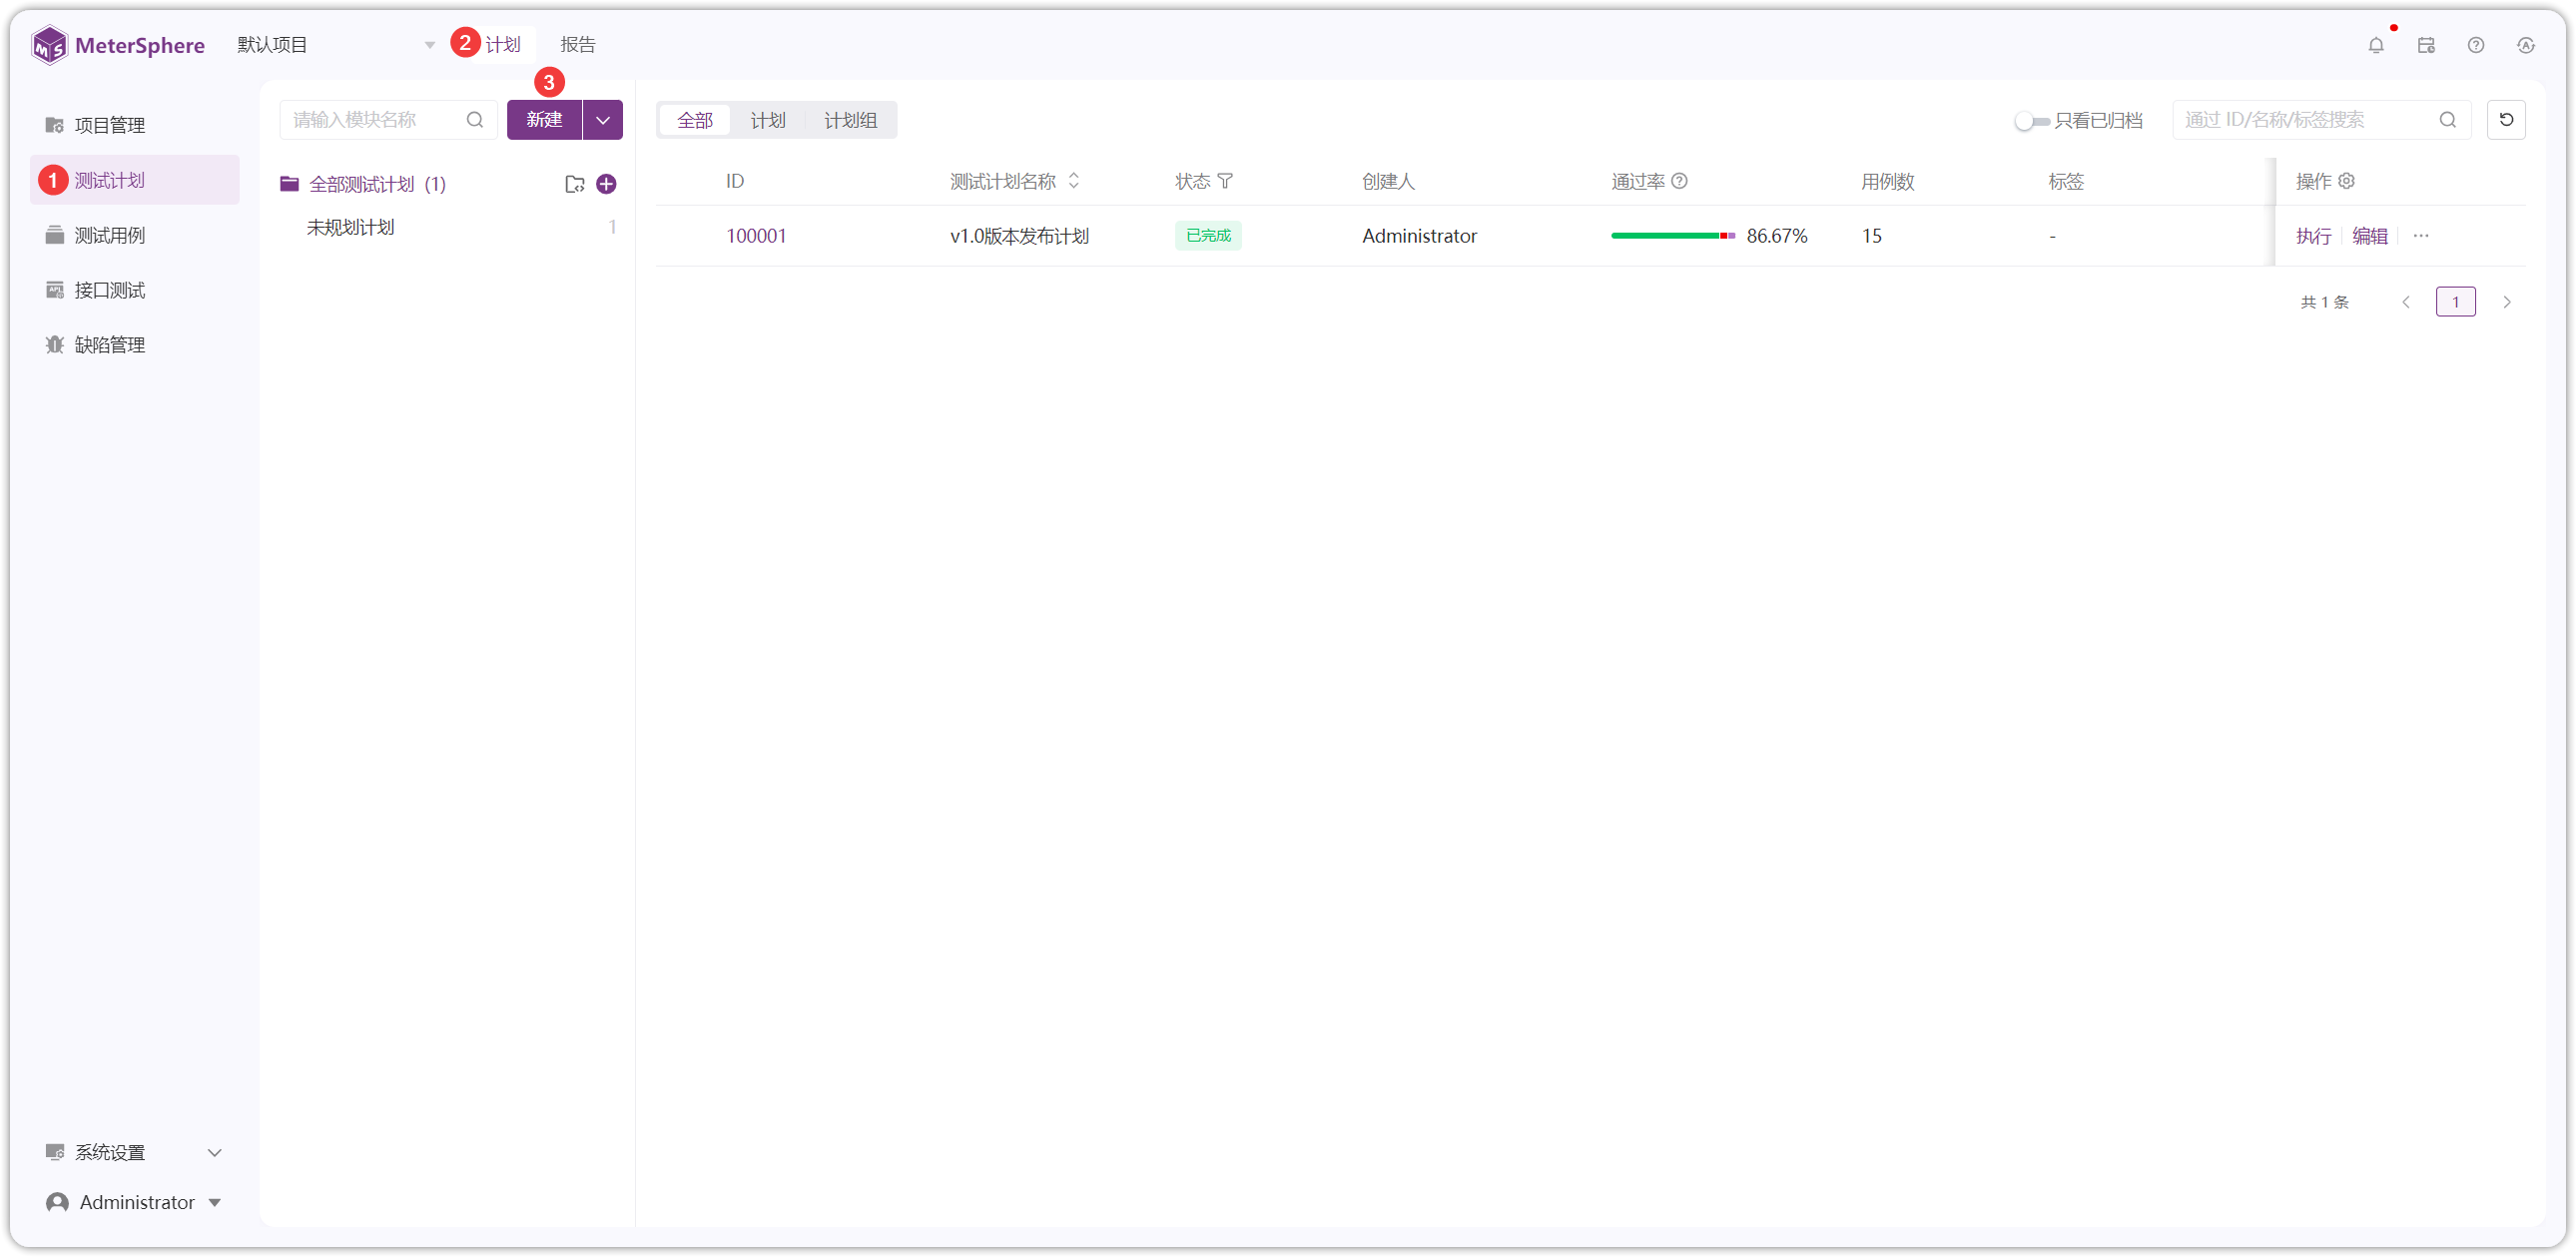 MeterSphere 默认项目 2 计划 报告
3
项目管理
1 测试计划
测试用例
接口测试
缺陷管理
系统设置
Administrator
请输入模块名称 新建
全部测试计划 (1)
未规划计划 1
全部 计划 计划组 只看已归档 通过 ID/名称/标签搜索
ID 测试计划名称 状态 创建人 通过率 用例数 标签 操作
100001 v1.0版本发布计划 已完成 Administrator 86.67% 15 - 执行 编辑 ···
共 1 条 1